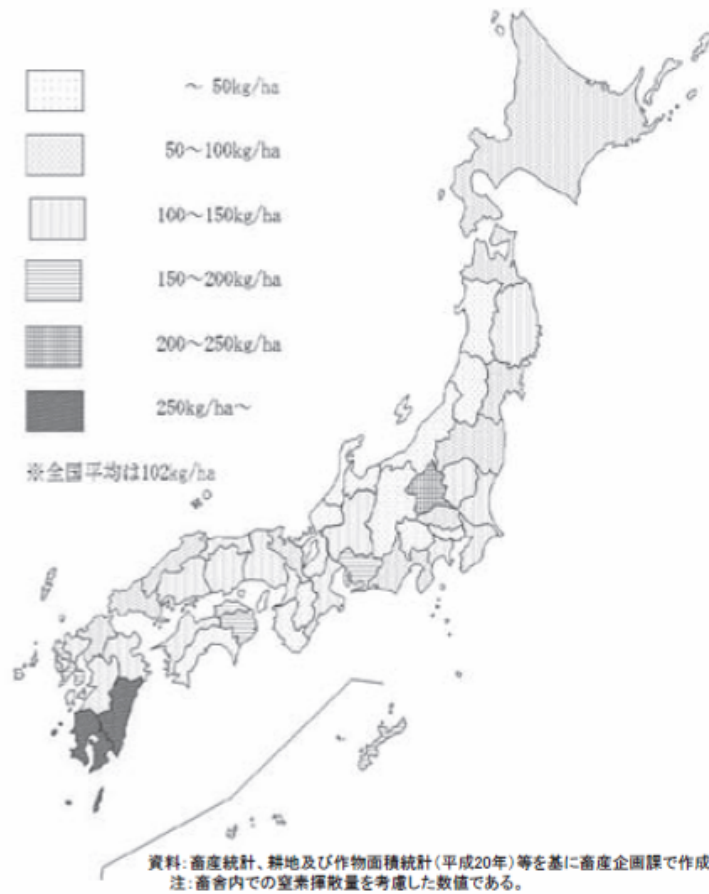 ～ 50kg/ha
50～100kg/ha
100～150kg/ha
150～200kg/ha
200～250kg/ha
250kg/ha～
※全国平均は102kg/ha
資料：畜産統計、耕地及び作物面積統計（平成20年）等を基に畜産企画課で作成
注：畜舎内での窒素揮散量を考慮した数値である。